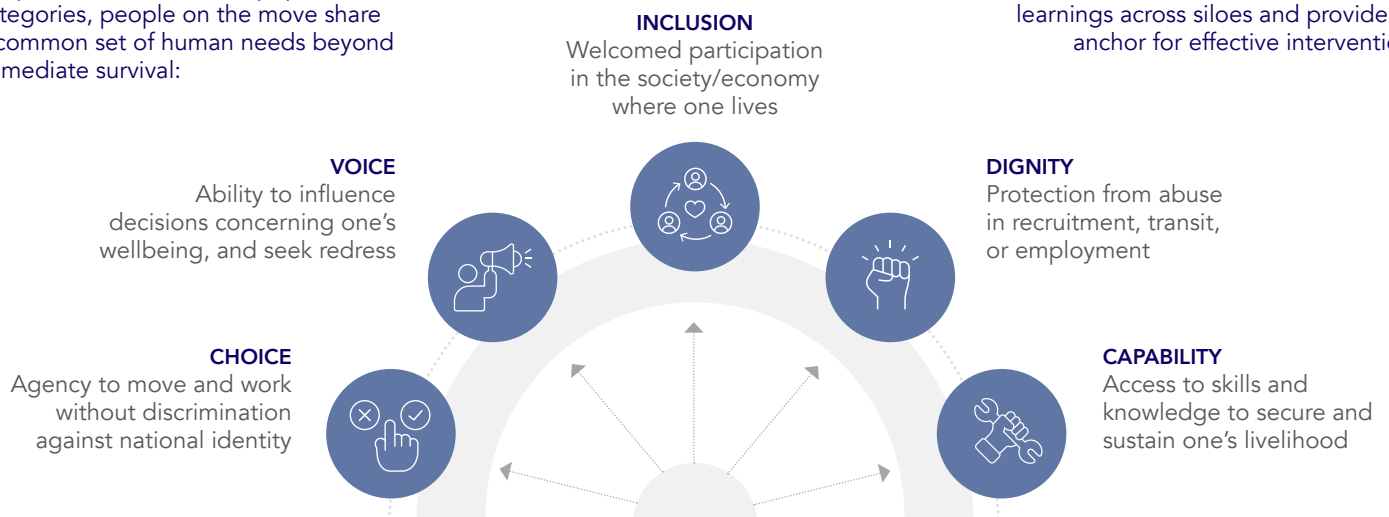 tegories, people on the move share
common set of human needs beyond
mediate survival:
learnings across siloes and provide
anchor for effective interventi
INCLUSION
Welcomed participation
in the society/economy
where one lives
VOICE
Ability to influence
decisions concerning one's
wellbeing, and seek redress
DIGNITY
Protection from abuse
in recruitment, transit,
or employment
CHOICE
Agency to move and work
without discrimination
against national identity
CAPABILITY
Access to skills and
knowledge to secure and
sustain one's livelihood